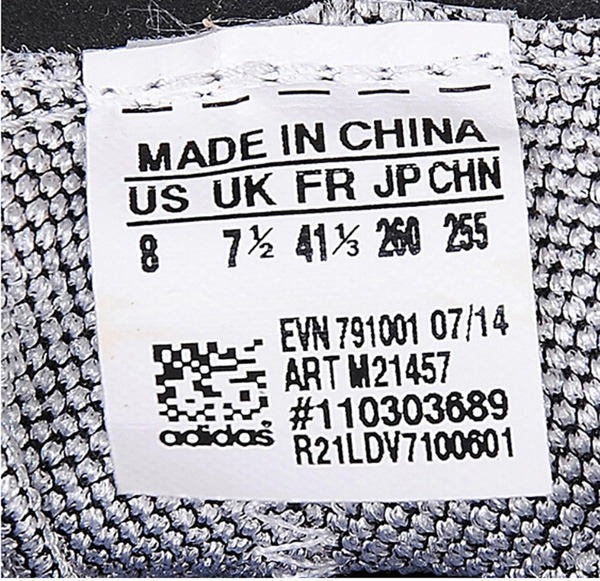 MADE IN CHINA
US UK FR JP CHN
8 7½ 41⅓ 260 255
EVN 791001 07/14
ART M21457
#110303689
R21LDV7100601
adidas